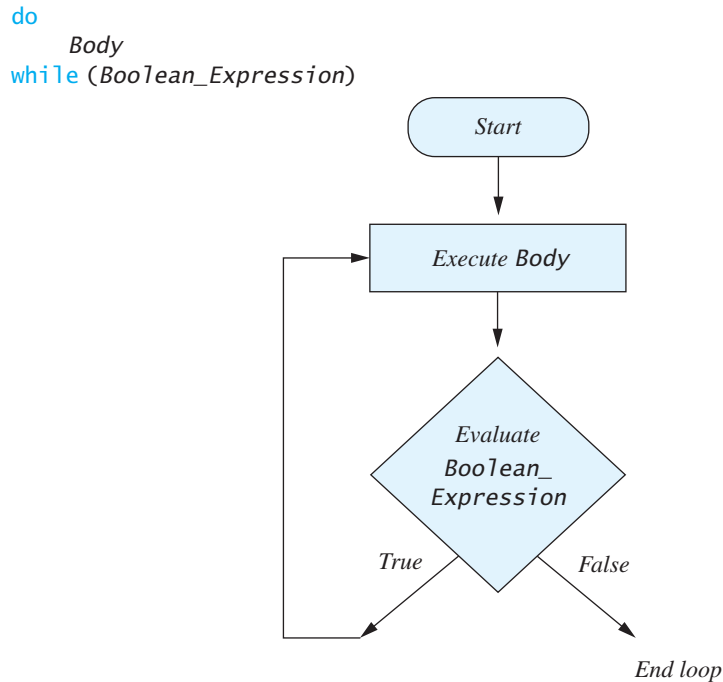 do
Body
while (Boolean_Expression)
Start
Execute Body
Evaluate
Boolean_
Expression
True
False
End loop